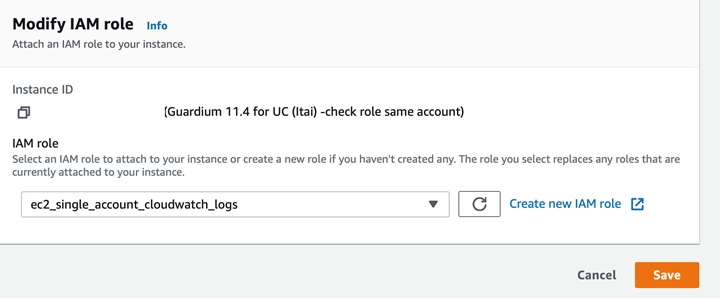 Modify IAM role Info
Attach an IAM role to your instance.
Instance ID
(Guardium 11.4 for UC (Itai) -check role same account)
IAM role
Select an IAM role to attach to your instance or create a new role if you haven't created any. The role you select replaces any roles that are
currently attached to your instance.
ec2_single_account_cloudwatch_logs Create new IAM role
Cancel Save